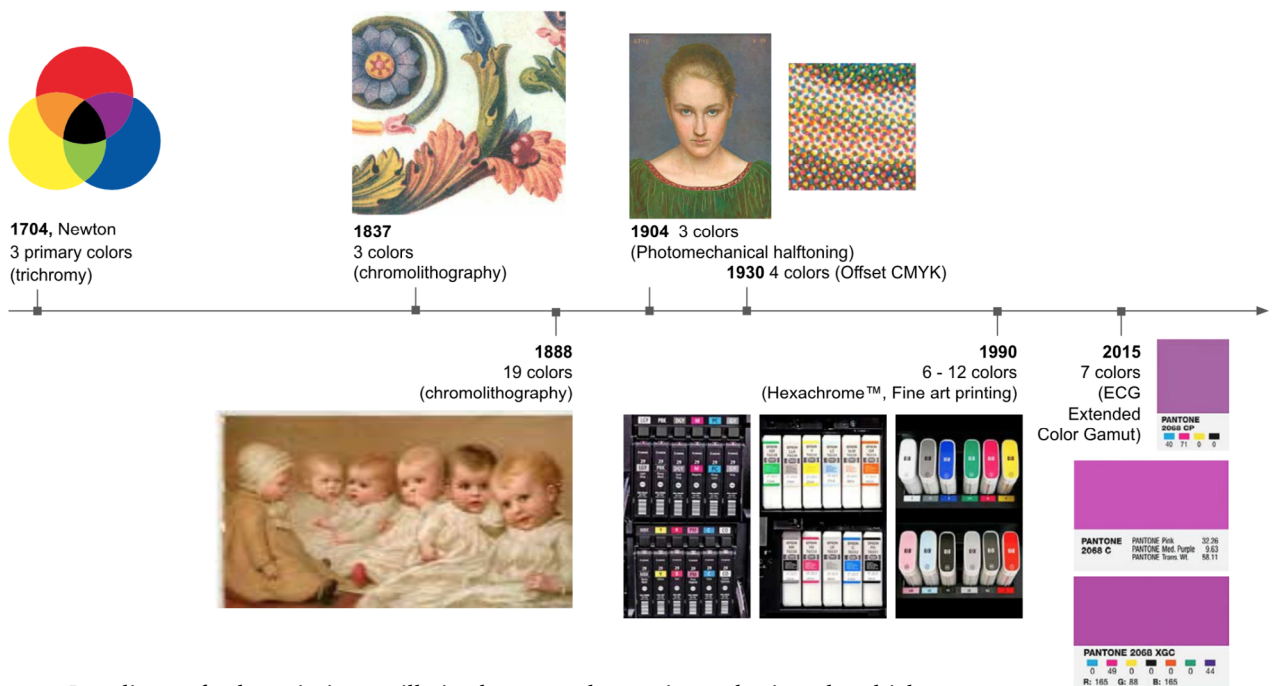 1704, Newton
3 primary colors
(trichromy)
1837
3 colors
(chromolithography)
1904 3 colors
(Photomechanical halftoning)
1930 4 colors (Offset CMYK)
1888
19 colors
(chromolithography)
1990
6 - 12 colors
(Hexachrome™, Fine art printing)
2015
7 colors
(ECG
Extended
Color Gamut)
PANTONE
2068 CP
40 71 0 0
PANTONE
2068 C
PANTONE Pink 32.26
PANTONE Med. Purple 9.63
PANTONE Trans. Wt. 58.11
PANTONE 2068 XGC
0 49 0 0 0 0 44
R: 165 G: 88 B: 165